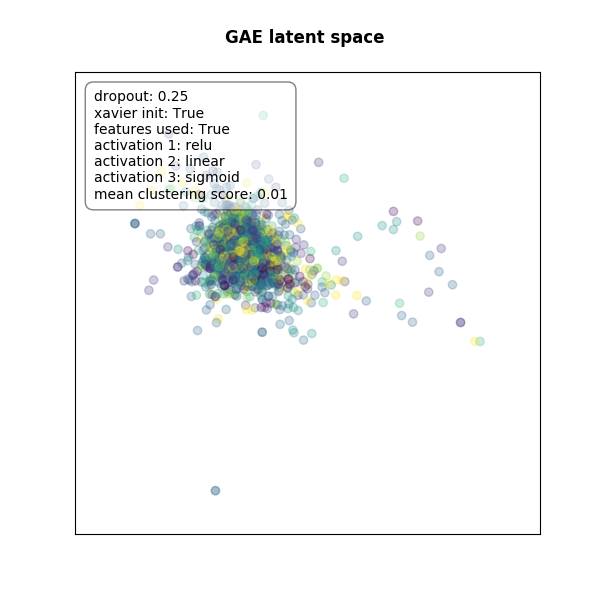 GAE latent space
dropout: 0.25
xavier init: True
features used: True
activation 1: relu
activation 2: linear
activation 3: sigmoid
mean clustering score: 0.01